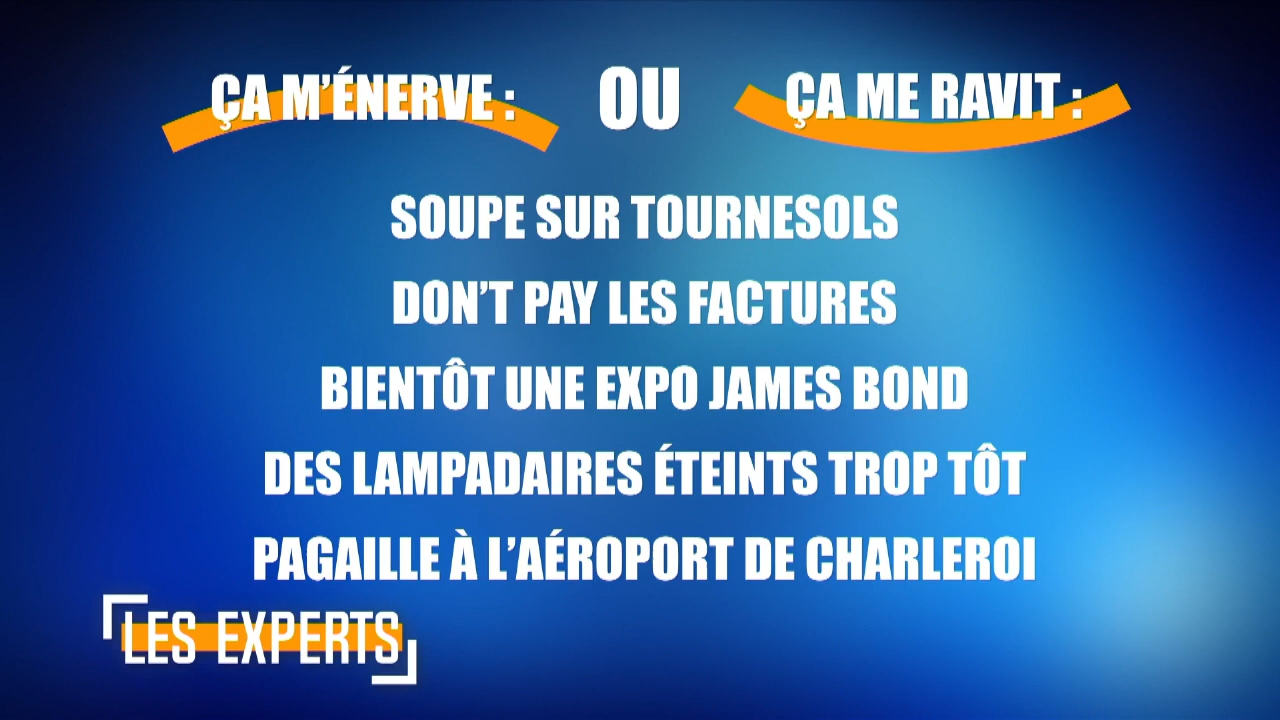 ÇA M'ÉNERVE : OU ÇA ME RAVIT :
SOUPE SUR TOURNESOLS
DON'T PAY LES FACTURES
BIENTÔT UNE EXPO JAMES BOND
DES LAMPADAIRES ÉTEINTS TROP TÔT
PAGAILLE À L'AÉROPORT DE CHARLEROI
LES EXPERTS